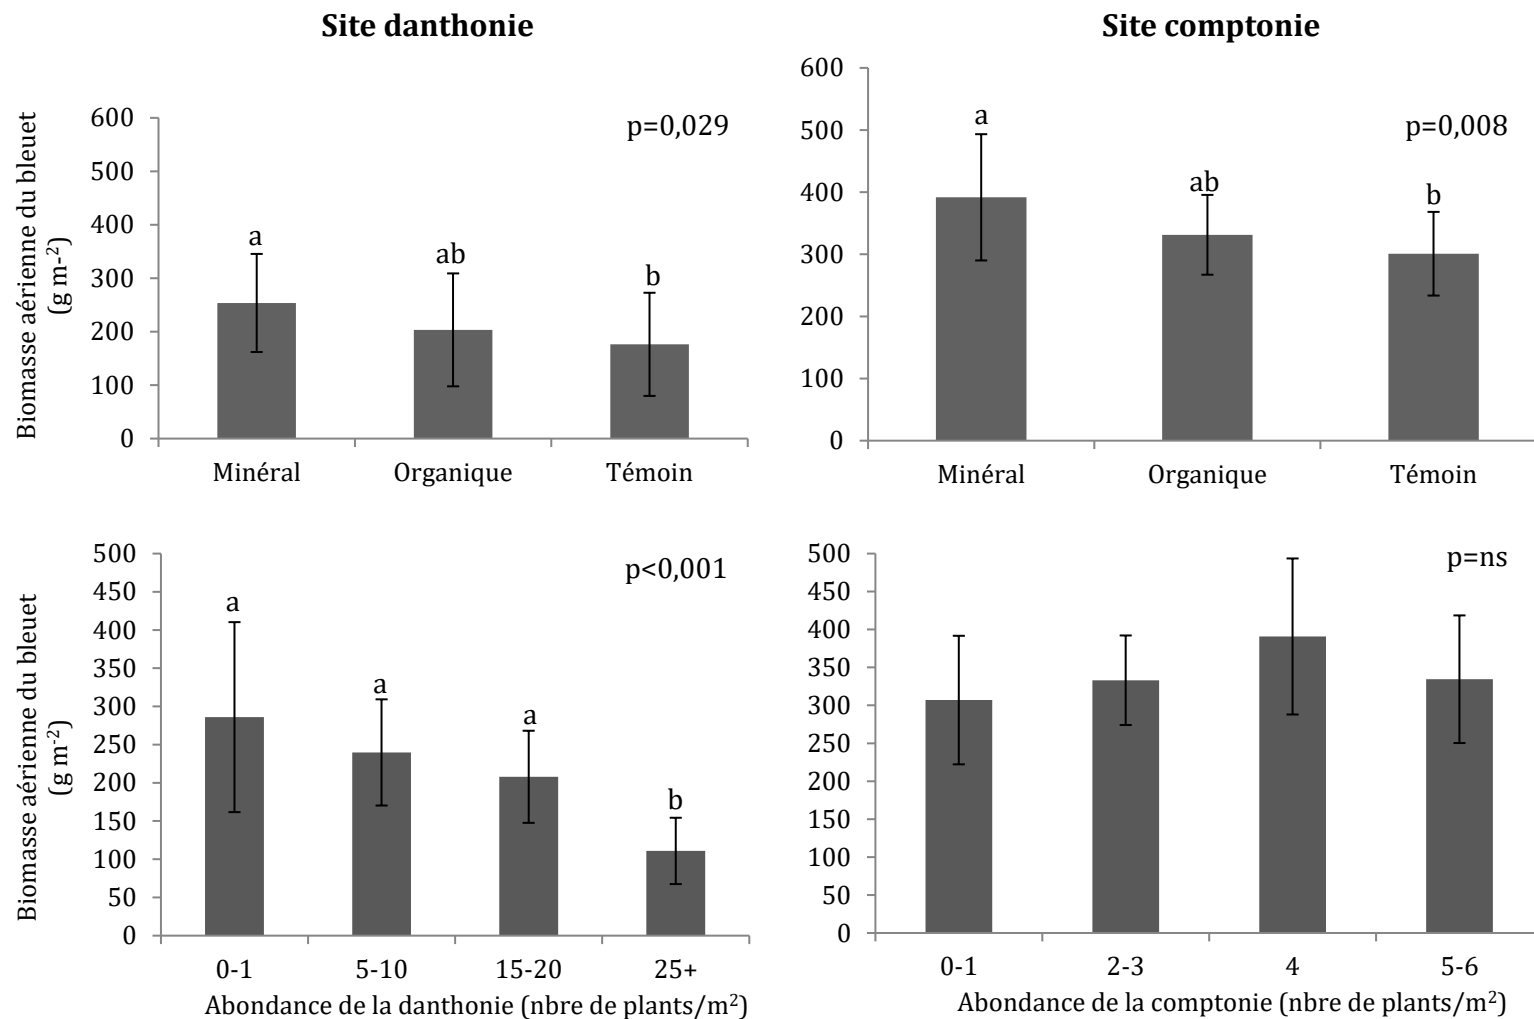 Site danthonie
Biomasse aérienne du bleuet
(g m-²)
600
500
400
300
200
100
0
p=0,029
a
ab
b
Minéral
Organique
Témoin
Site comptonie
600
500
400
300
200
100
0
p=0,008
a
ab
b
Minéral
Organique
Témoin
Biomasse aérienne du bleuet
(g m⁻²)
500
450
400
350
300
250
200
150
100
50
0
p<0,001
a
a
a
b
0-1
5-10
15-20
25+
Abondance de la danthonie (nbre de plants/m²)
500
450
400
350
300
250
200
150
100
50
0
p=ns
0-1
2-3
4
5-6
Abondance de la comptonie (nbre de plants/m²)